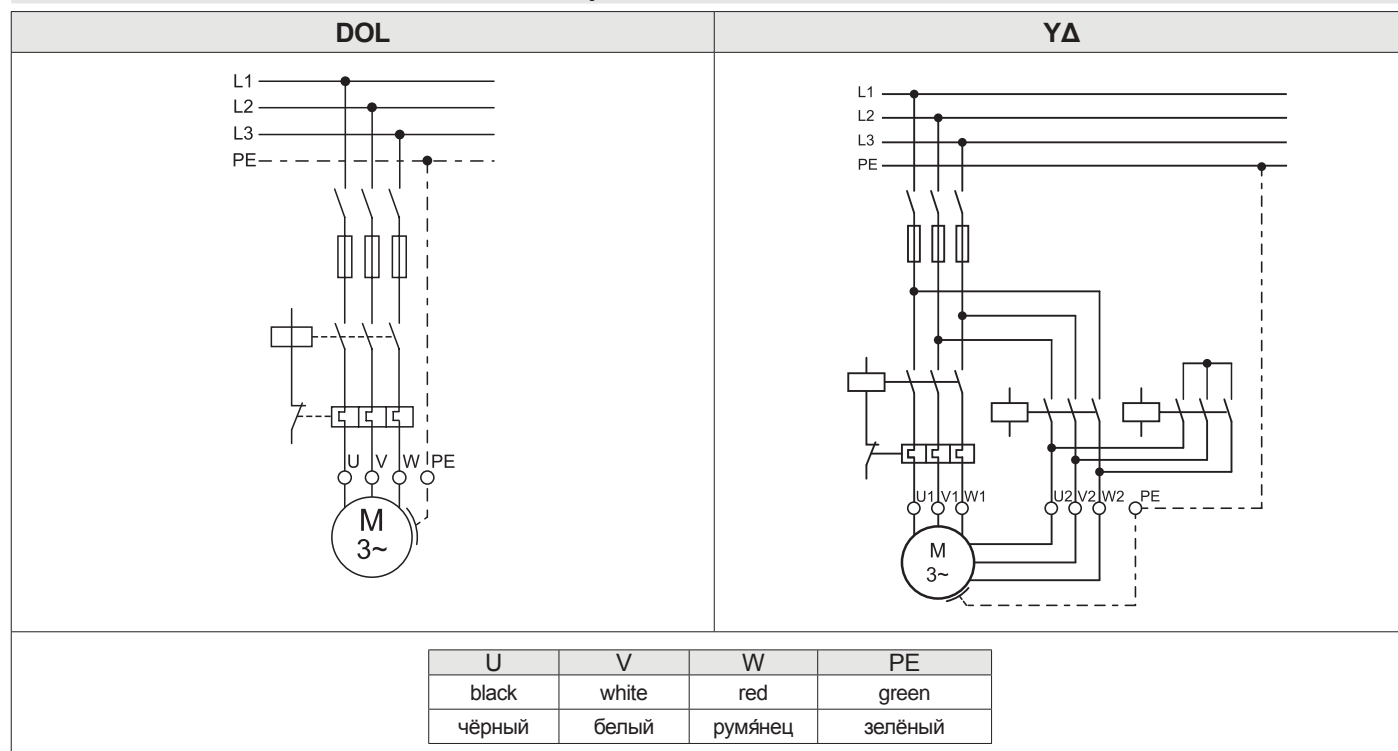 DOL
YΔ
L1
L2
L3
PE
U V W PE
M
3~
L1
L2
L3
PE
U1 V1 W1 U2 V2 W2 PE
M
3~
U V W PE
black white red green
чёрный белый румя́нец зелёный